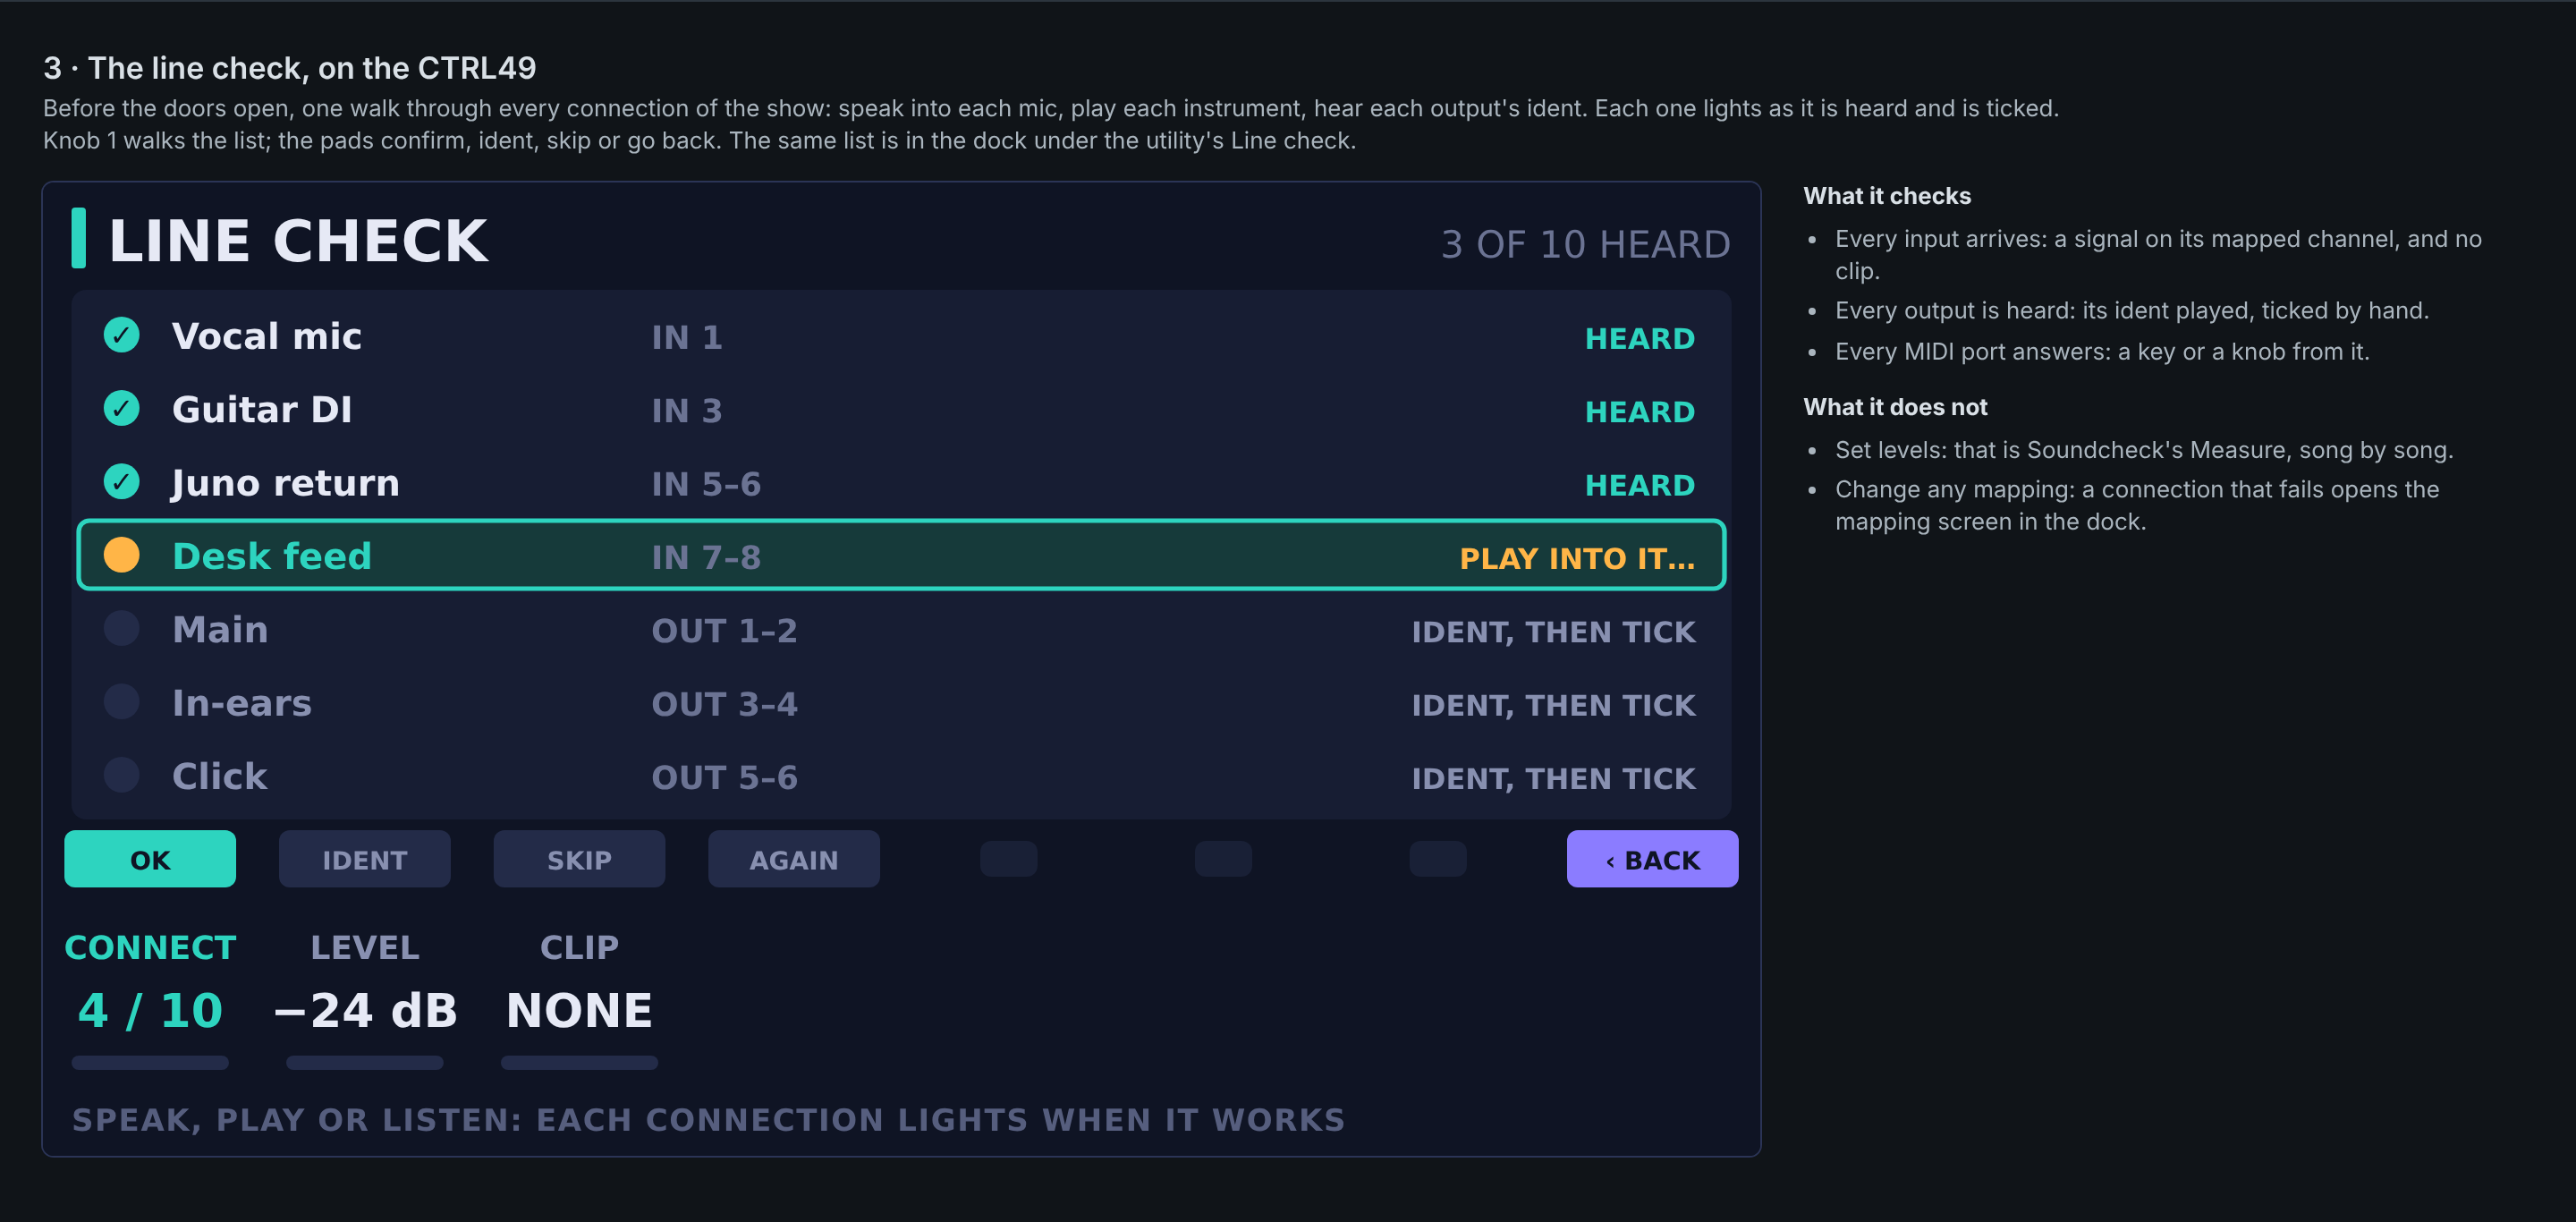 3 · The line check, on the CTRL49
Before the doors open, one walk through every connection of the show: speak into each mic, play each instrument, hear each output's ident. Each one lights as it is heard and is ticked.
Knob 1 walks the list; the pads confirm, ident, skip or go back. The same list is in the dock under the utility's Line check.
LINE CHECK
3 OF 10 HEARD
✓ Vocal mic IN 1 HEARD
✓ Guitar DI IN 3 HEARD
✓ Juno return IN 5–6 HEARD
Desk feed IN 7–8 PLAY INTO IT…
Main OUT 1–2 IDENT, THEN TICK
In-ears OUT 3–4 IDENT, THEN TICK
Click OUT 5–6 IDENT, THEN TICK
OK IDENT SKIP AGAIN ‹ BACK
CONNECT LEVEL CLIP
4 / 10 −24 dB NONE
SPEAK, PLAY OR LISTEN: EACH CONNECTION LIGHTS WHEN IT WORKS
What it checks
• Every input arrives: a signal on its mapped channel, and no
clip.
• Every output is heard: its ident played, ticked by hand.
• Every MIDI port answers: a key or a knob from it.
What it does not
• Set levels: that is Soundcheck's Measure, song by song.
• Change any mapping: a connection that fails opens the
mapping screen in the dock.